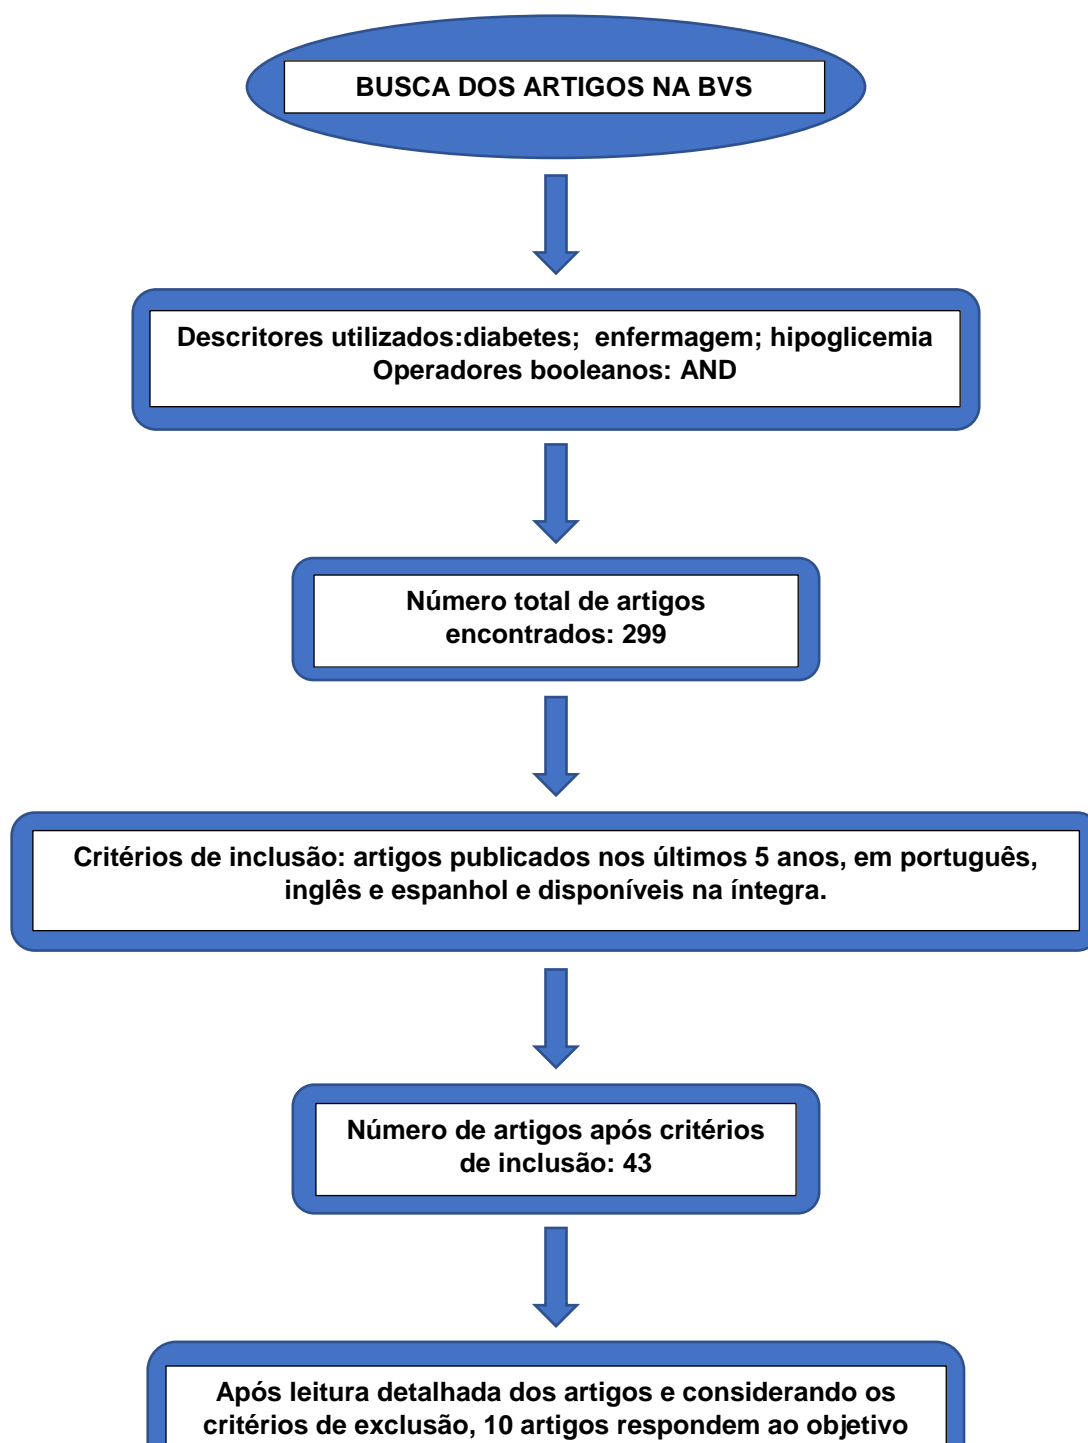 BUSCA DOS ARTIGOS NA BVS
Descritores utilizados:diabetes; enfermagem; hipoglicemia
Operadores booleanos: AND
Número total de artigos
encontrados: 299
Critérios de inclusão: artigos publicados nos últimos 5 anos, em português,
inglês e espanhol e disponíveis na íntegra.
Número de artigos após critérios
de inclusão: 43
Após leitura detalhada dos artigos e considerando os
critérios de exclusão, 10 artigos respondem ao objetivo